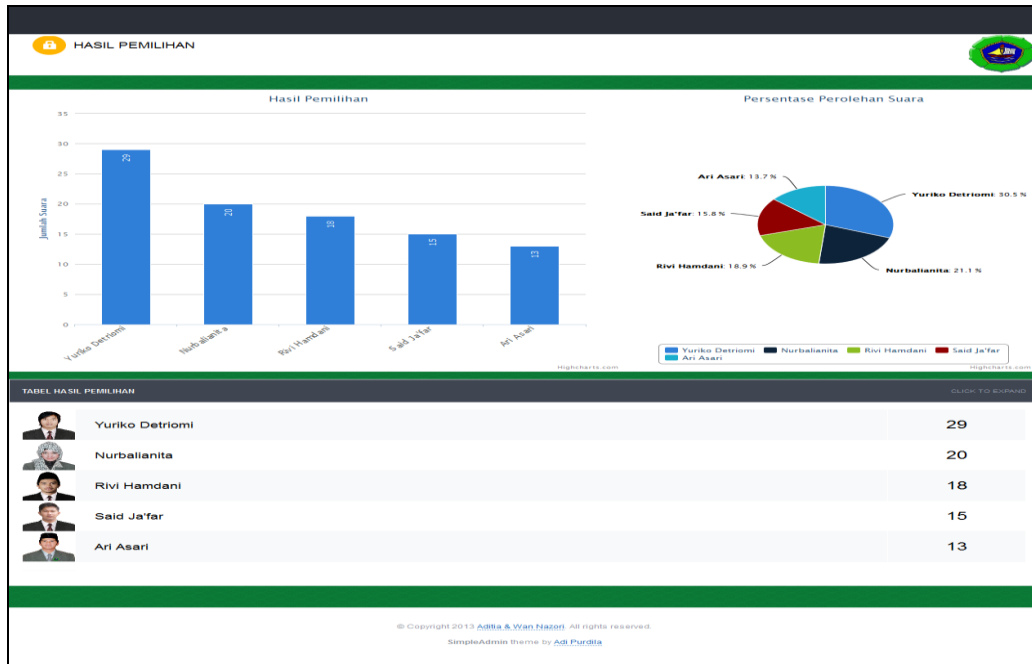 HASIL PEMILIHAN
Hasil Pemilihan
Jumlah Suara
35
30
25
20
15
10
5
0
29
20
18
15
13
Yuriko Detriomi
Nurbalianita
Rivi Hamdani
Said Ja'far
Ari Asari
Highcharts.com
Persentase Perolehan Suara
Ari Asari: 13.7 %
Yuriko Detriomi: 30.5 %
Said Ja'far: 15.8 %
Rivi Hamdani: 18.9 %
Nurbalianita: 21.1 %
Yuriko Detriomi Nurbalianita Rivi Hamdani Said Ja'far
Ari Asari
Highcharts.com
TABEL HASIL PEMILIHAN CLICK TO EXPAND
Yuriko Detriomi 29
Nurbalianita 20
Rivi Hamdani 18
Said Ja'far 15
Ari Asari 13
© Copyright 2013 Aditia & Wan Nazori. All rights reserved.
SimpleAdmin theme by Adi Purdila